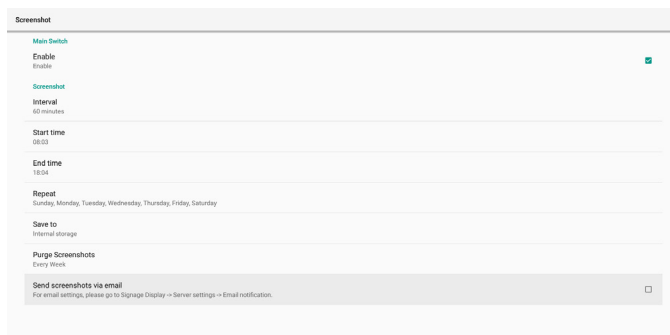 Screenshot
Main Switch
Enable
Enable
Screenshot
Interval
60 minutes
Start time
08:03
End time
18:04
Repeat
Sunday, Monday, Tuesday, Wednesday, Thursday, Friday, Saturday
Save to
Internal storage
Purge Screenshots
Every Week
Send screenshots via email
For email settings, please go to Signage Display -> Server settings -> Email notification.